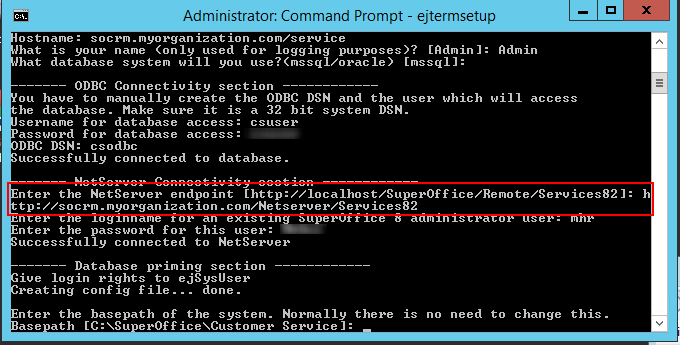 Administrator: Command Prompt - ejtermsetup
Hostname: socrm.myorganization.com/service
What is your name (only used for logging purposes)? [Admin]: Admin
What database system will you use?(mssql/oracle) [mssql]:
------- ODBC Connectivity section ------------
You have to manually create the ODBC DSN and the user which will access
the database. Make sure it is a 32 bit system DSN.
Username for database access: csuser
Password for database access:
ODBC DSN: csodbc
Successfully connected to database.
------- NetServer Connectivity section ------------
Enter the NetServer endpoint [http://localhost/SuperOffice/Remote/Services82]: h
ttp://socrm.myorganization.com/Netserver/Services82
Enter the loginname for an existing SuperOffice 8 administrator user: mhr
Enter the password for this user:
Successfully connected to NetServer
------- Database priming section ------------
Give login rights to ejSysUser
Creating config file... done.
Enter the basepath of the system. Normally there is no need to change this.
Basepath [C:\SuperOffice\Customer Service]: _